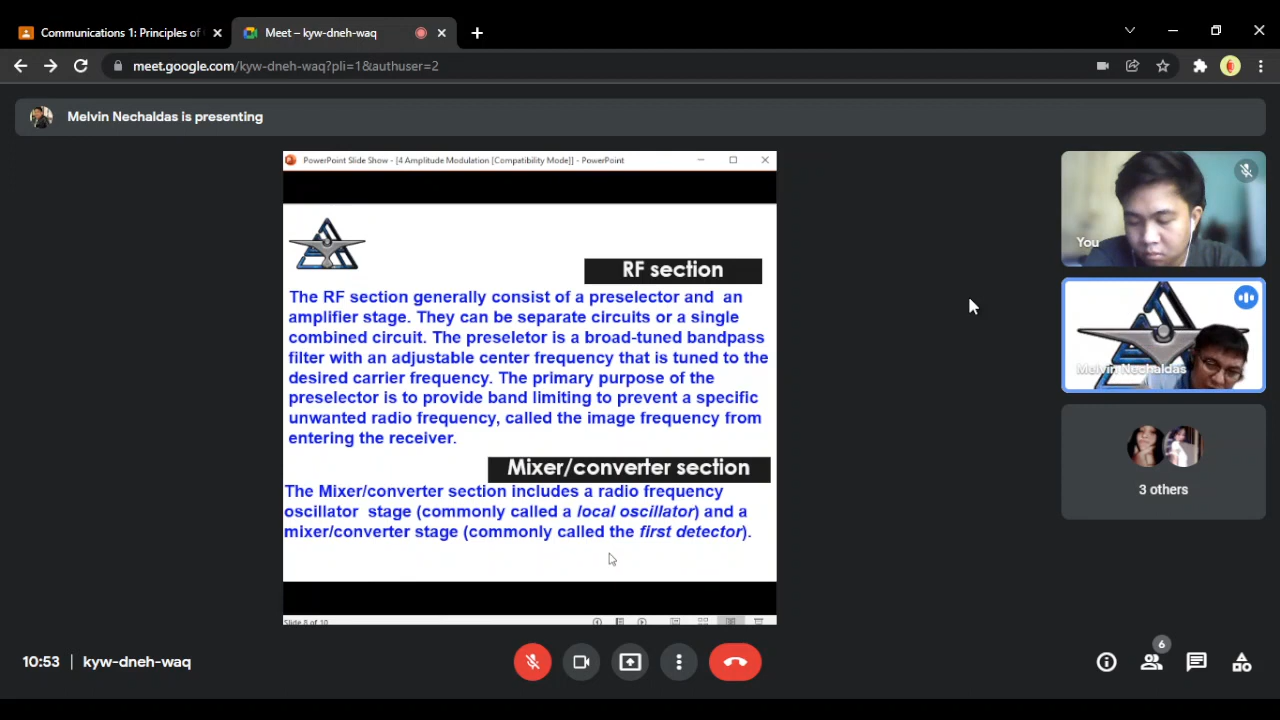 Communications 1: Principles of
Meet – kyw-dneh-waq
meet.google.com/kyw-dneh-waq?pli=1&authuser=2
Melvin Nechaldas is presenting
PowerPoint Slide Show - [4 Amplitude Modulation [Compatibility Mode]] - PowerPoint
RF section
The RF section generally consist of a preselector and an
amplifier stage. They can be separate circuits or a single
combined circuit. The preseletor is a broad-tuned bandpass
filter with an adjustable center frequency that is tuned to the
desired carrier frequency. The primary purpose of the
preselector is to provide band limiting to prevent a specific
unwanted radio frequency, called the image frequency from
entering the receiver.
Mixer/converter section
The Mixer/converter section includes a radio frequency
oscillator stage (commonly called a local oscillator) and a
mixer/converter stage (commonly called the first detector).
Slide 8 of 10
You
Melvin Nechaldas
3 others
10:53 | kyw-dneh-waq
6